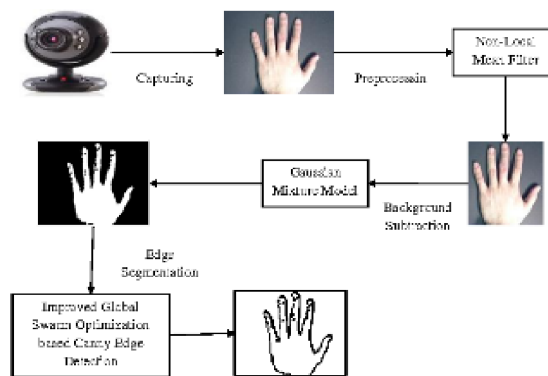 Capturing
Preprocessin
Non-Local
Mean Filter
Gaussian
Mixture Model
Background
Subtraction
Edge
Segmentation
Improved Global
Swarm Optimization
based Canny Edge
Detection